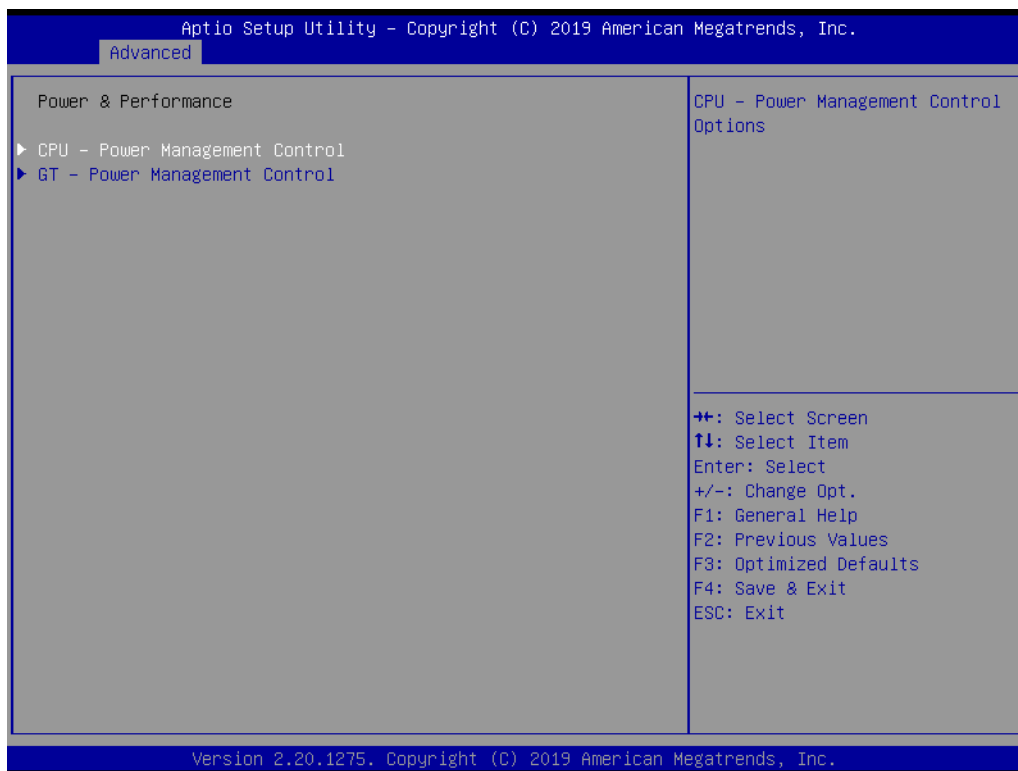 Aptio Setup Utility – Copyright (C) 2019 American Megatrends, Inc.
Advanced
Power & Performance
▶ CPU – Power Management Control
▶ GT – Power Management Control
CPU – Power Management Control
Options
→←: Select Screen
↑↓: Select Item
Enter: Select
+/-: Change Opt.
F1: General Help
F2: Previous Values
F3: Optimized Defaults
F4: Save & Exit
ESC: Exit
Version 2.20.1275. Copyright (C) 2019 American Megatrends, Inc.